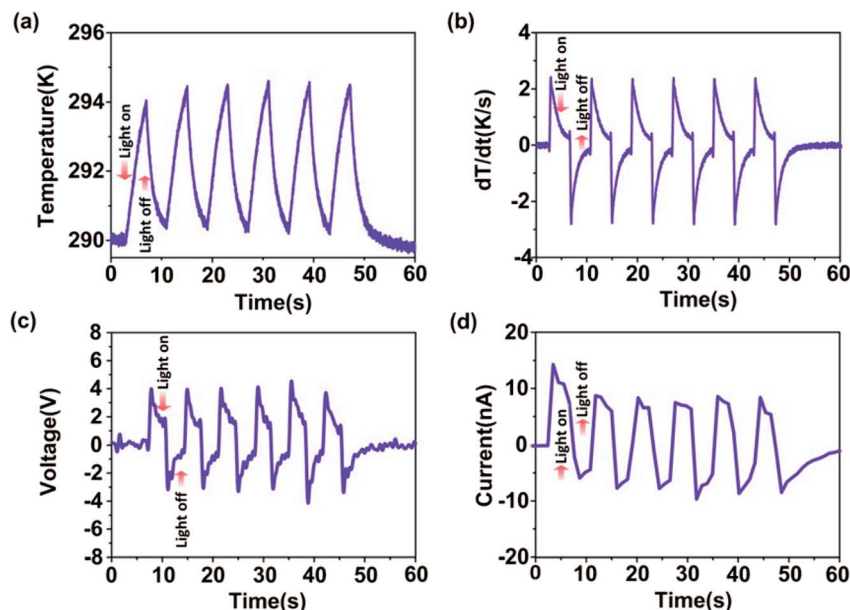 (a)
296
294
292
290
Temperature(K)
Light on
Light off
0 10 20 30 40 50 60
Time(s)
(b)
4
2
0
-2
-4
dT/dt(K/s)
Light on
Light off
0 10 20 30 40 50 60
Time(s)
(c)
8
6
4
2
0
-2
-4
-6
-8
Voltage(V)
Light on
Light off
0 10 20 30 40 50 60
Time(s)
(d)
20
10
0
-10
-20
Current(nA)
Light on
Light off
0 10 20 30 40 50 60
Time(s)